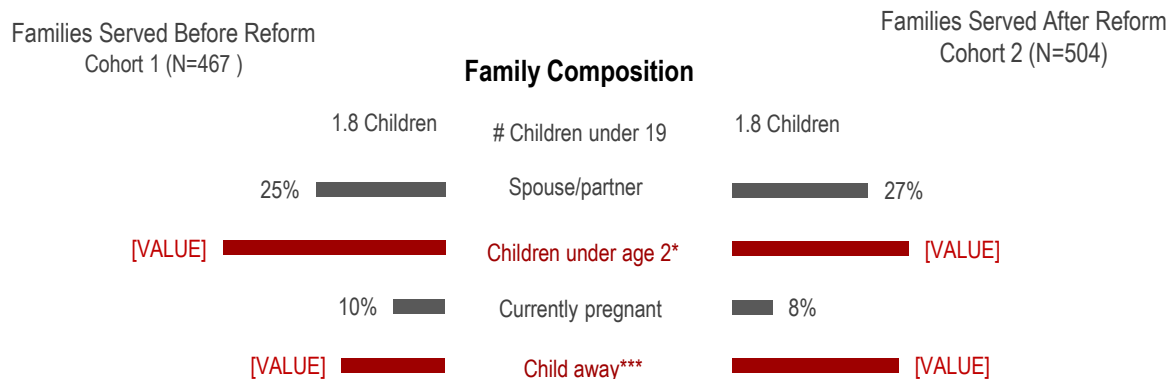 Families Served Before Reform
Cohort 1 (N=467 )
Families Served After Reform
Cohort 2 (N=504)
Family Composition
1.8 Children
# Children under 19
1.8 Children
25%
Spouse/partner
27%
[VALUE]
Children under age 2*
[VALUE]
10%
Currently pregnant
8%
[VALUE]
Child away***
[VALUE]